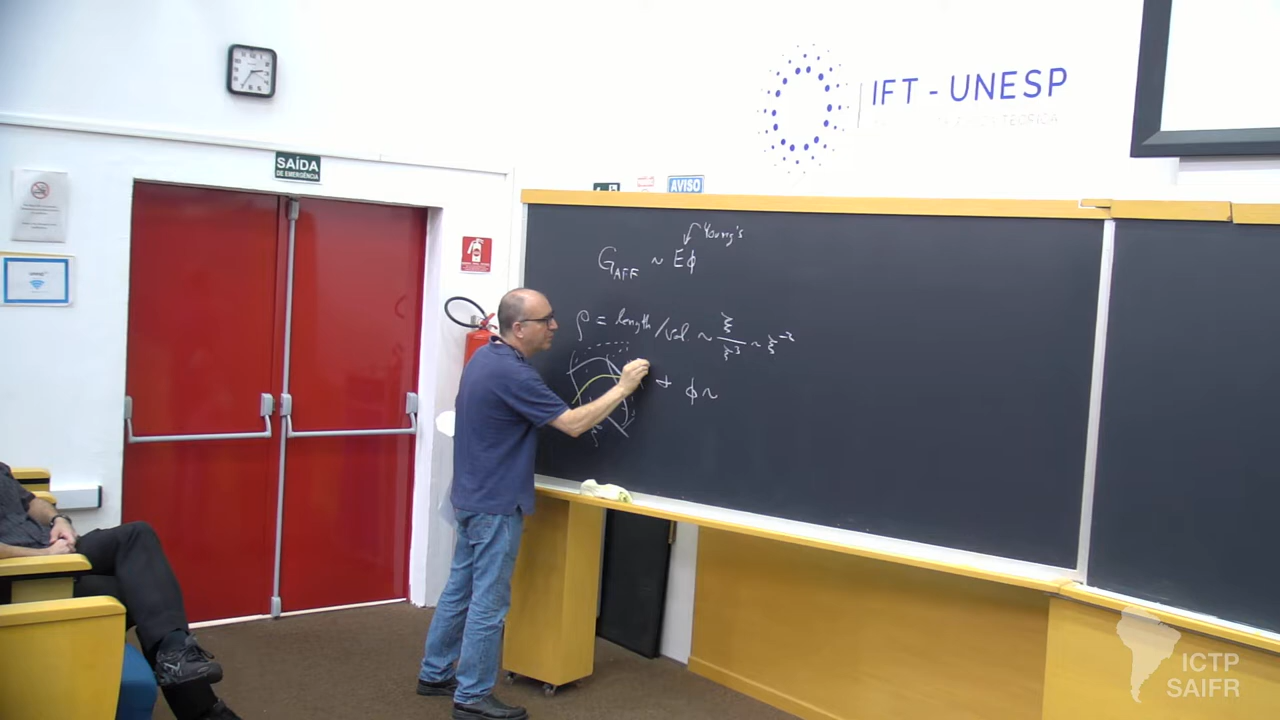 IFT - UNESP
SAÍDA
DE EMERGÊNCIA
AVISO
Young's
G_AFF ~ Eϕ
ρ = length/vol. ~ ξ/ξ³ ~ ξ⁻²
ϕ ~
ICTP
SAIFR